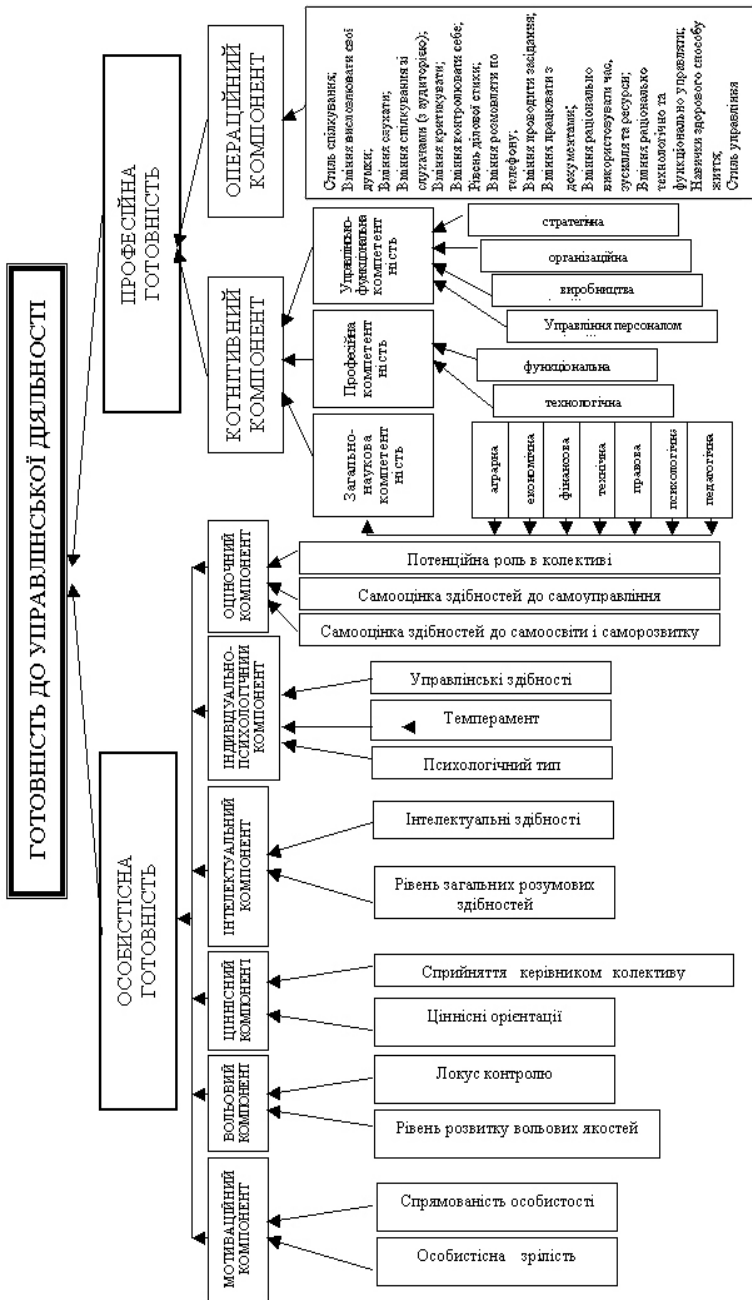 ГОТОВНІСТЬ ДО УПРАВЛІНСЬКОЇ ДІЯЛЬНОСТІ
ОСОБИСТІСНА
ГОТОВНІСТЬ
ПРОФЕСІЙНА
ГОТОВНІСТЬ
МОТИВАЦІЙНИЙ
КОМПОНЕНТ
ВОЛЬОВИЙ
КОМПОНЕНТ
ЦІННІСНИЙ
КОМПОНЕНТ
ІНТЕЛЕКТУАЛЬНИЙ
КОМПОНЕНТ
ІНДИВІДУАЛЬНО-
ПСИХОЛОГІЧНИЙ
КОМПОНЕНТ
ОЦІНОЧНИЙ
КОМПОНЕНТ
КОГНІТИВНИЙ
КОМПОНЕНТ
ОПЕРАЦІЙНИЙ
КОМПОНЕНТ
Спрямованість особистості
Особистісна зрілість
Локус контролю
Рівень розвитку вольових якостей
Сприйняття керівником колективу
Ціннісні орієнтації
Інтелектуальні здібності
Рівень загальних розумових
здібностей
Управлінські здібності
Темперамент
Психологічний тип
Потенційна роль в колективі
Самооцінка здібностей до самоуправління
Самооцінка здібностей до самоосвіти і саморозвитку
Загально-
наукова
компетент
ність
Професійна
компетент
ність
Управлінсько-
функціональна
компетент
ність
аграрна
економічна
фінансова
технічна
правова
психологічна
педагогічна
функціональна
технологічна
стратегічна
організаційна
виробництва
Управління персоналом
Стиль спілкування;
Вміння висловлювати свої
думки;
Вміння слухати;
Вміння спілкування зі
слухачами (з аудиторією);
Вміння критикувати;
Вміння контролювати себе;
Рівень ділової етики;
Вміння розмовляти по
телефону;
Вміння проводити засідання;
Вміння працювати з
документами;
Вміння раціонально
використовувати час,
зусилля та ресурси;
Вміння раціонально
технологічно та
функціонально управляти;
Навички здорового способу
життя;
Стиль управління